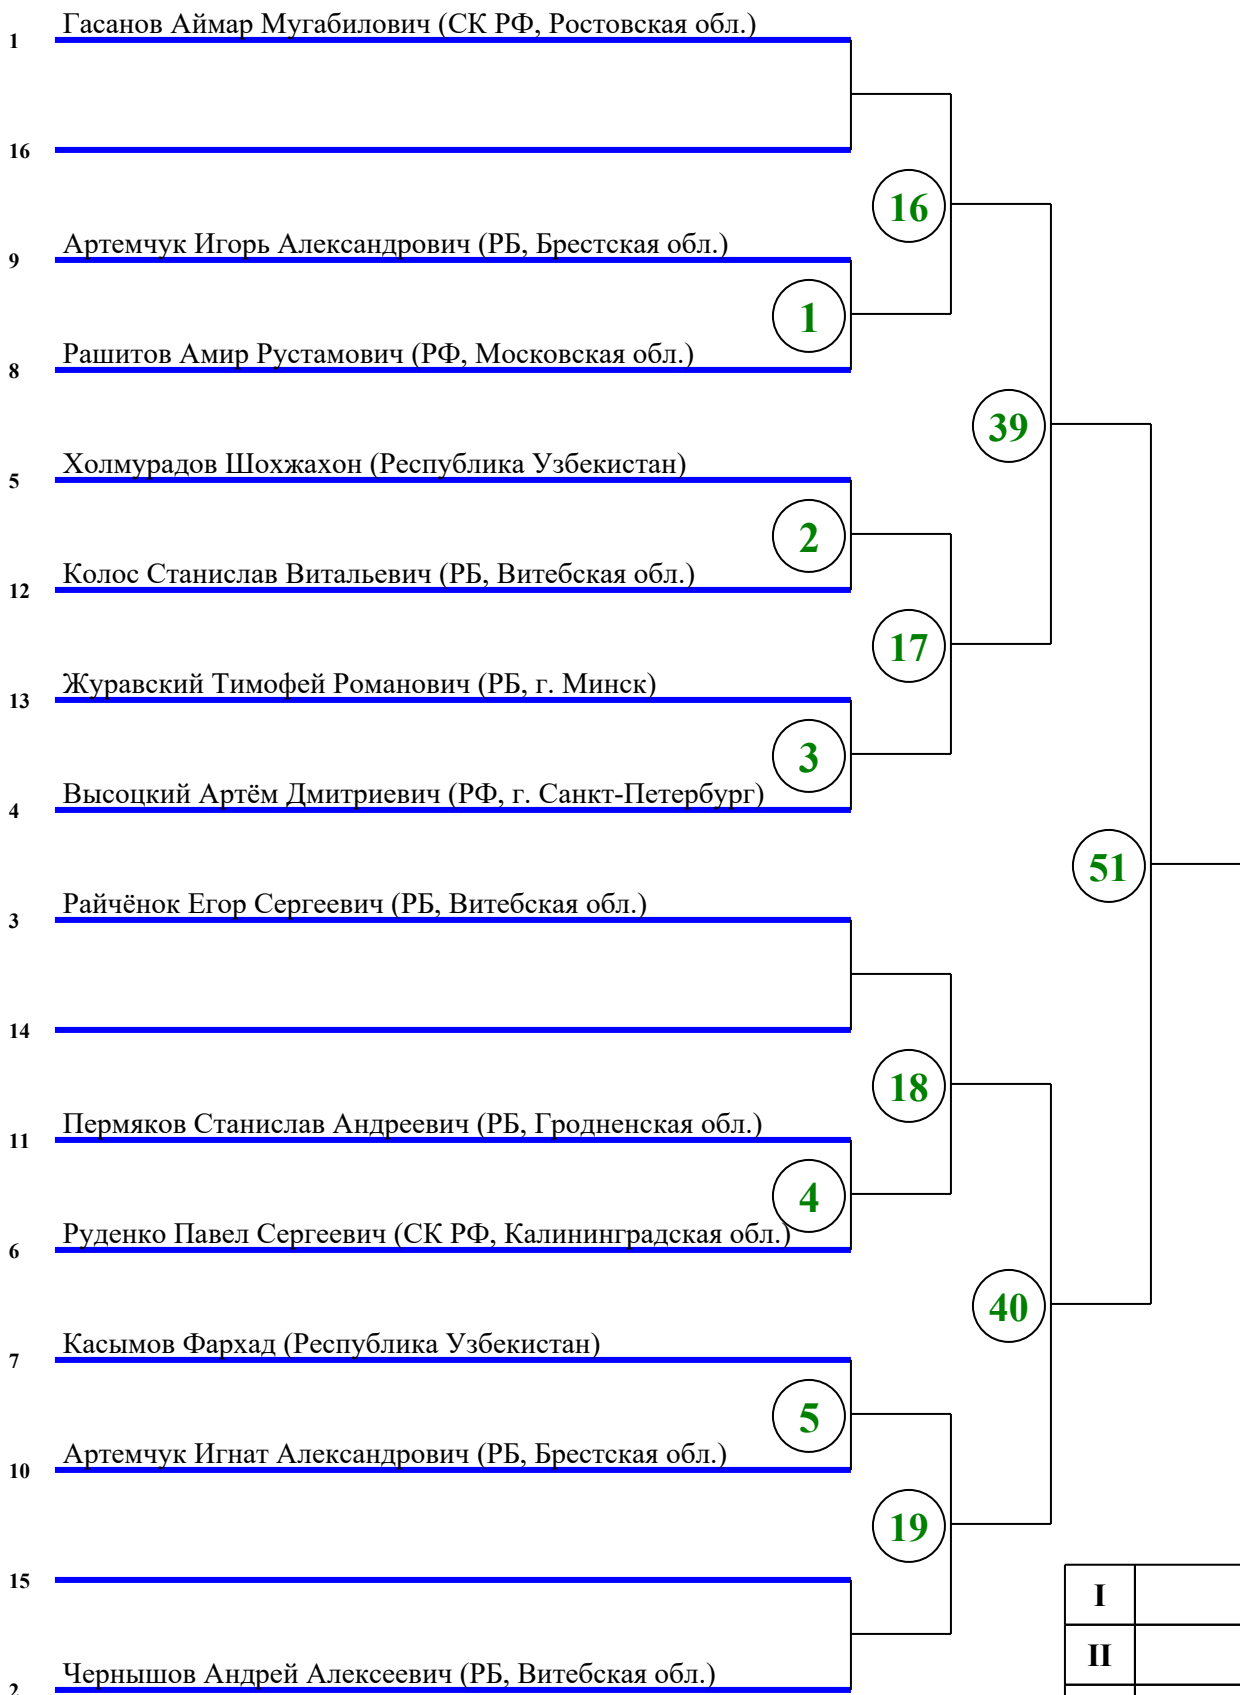 1 Гасанов Аймар Мугабилович (СК РФ, Ростовская обл.)
16
16
9 Артемчук Игорь Александрович (РБ, Брестская обл.)
1
8 Рашитов Амир Рустамович (РФ, Московская обл.)
39
5 Холмурадов Шохжахон (Республика Узбекистан)
2
12 Колос Станислав Витальевич (РБ, Витебская обл.)
17
13 Журавский Тимофей Романович (РБ, г. Минск)
3
4 Высоцкий Артём Дмитриевич (РФ, г. Санкт-Петербург)
51
3 Райчёнок Егор Сергеевич (РБ, Витебская обл.)
14
18
11 Пермяков Станислав Андреевич (РБ, Гродненская обл.)
4
6 Руденко Павел Сергеевич (СК РФ, Калининградская обл.)
40
7 Касымов Фархад (Республика Узбекистан)
5
10 Артемчук Игнат Александрович (РБ, Брестская обл.)
19
15
I
II
2 Чернышов Андрей Алексеевич (РБ, Витебская обл.)